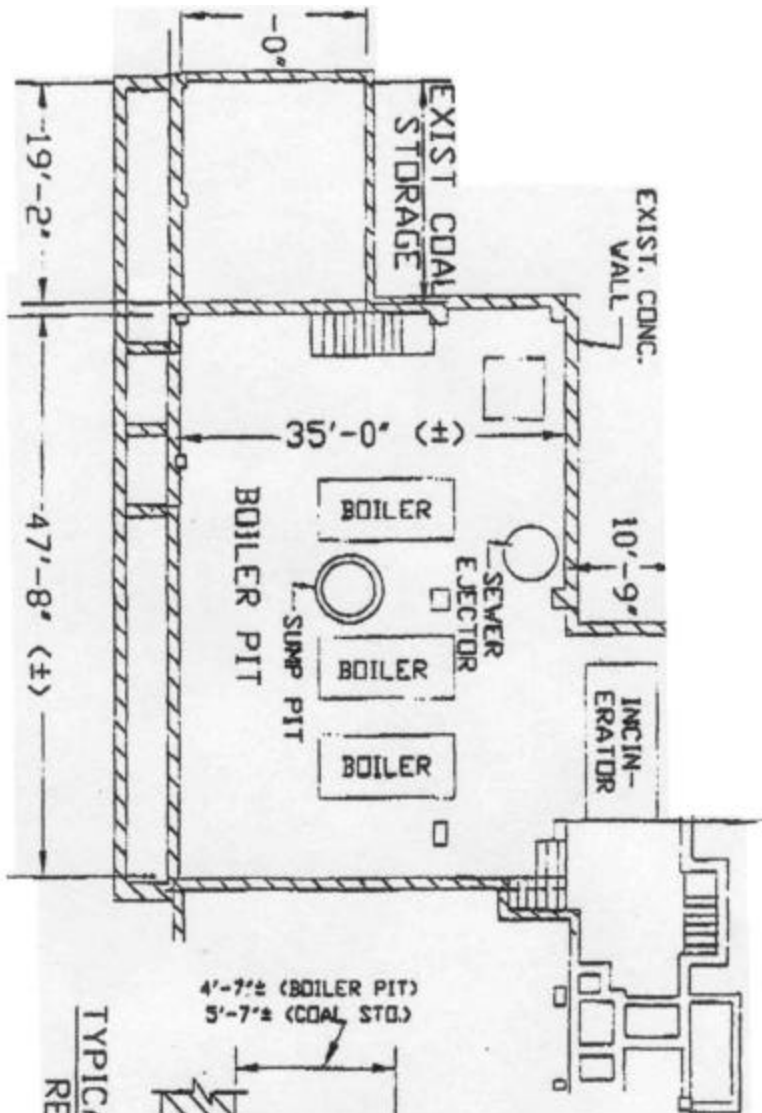 -0"
EXIST COAL
STORAGE
19'-2"
EXIST. CONC.
WALL
35'-0" (±)
10'-9"
BOILER
BOILER PIT
SEWER
EJECTOR
SUMP PIT
47'-8" (±)
BOILER
INCIN-
ERATOR
BOILER
4'-7"± (BOILER PIT)
5'-7"± (COAL STO.)
TYPICA
RE